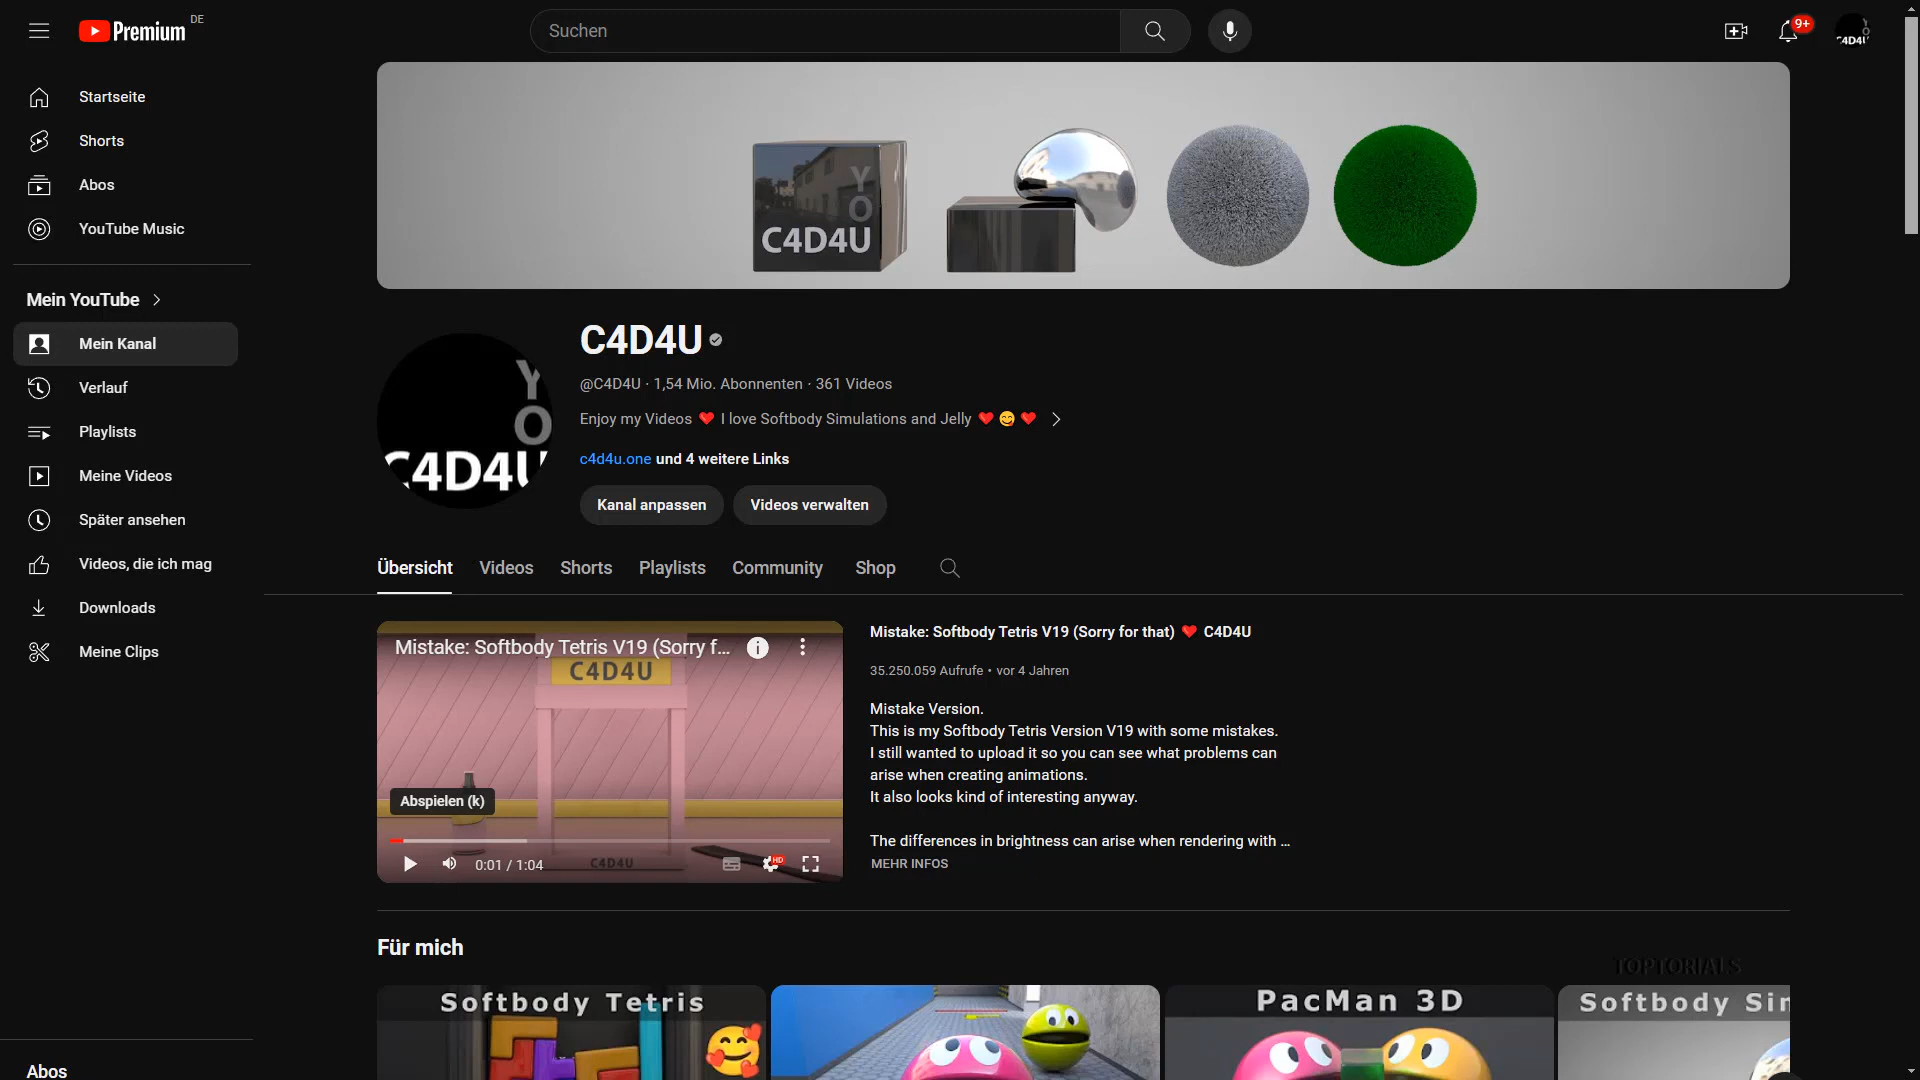 Premium DE
Suchen
9+
C4D4U
Startseite
Shorts
Abos
YouTube Music
Mein YouTube
Mein Kanal
Verlauf
Playlists
Meine Videos
Später ansehen
Videos, die ich mag
Downloads
Meine Clips
Abos
Y
O
C4D4U
Y
O
C4D4U
C4D4U
@C4D4U · 1,54 Mio. Abonnenten · 361 Videos
Enjoy my Videos ❤️ I love Softbody Simulations and Jelly ❤️ 😋 ❤️
c4d4u.one und 4 weitere Links
Kanal anpassen
Videos verwalten
Übersicht
Videos
Shorts
Playlists
Community
Shop
Mistake: Softbody Tetris V19 (Sorry f...
C4D4U
Abspielen (k)
C4D4U
0:01 / 1:04
HD
Mistake: Softbody Tetris V19 (Sorry for that) ❤️ C4D4U
35.250.059 Aufrufe • vor 4 Jahren
Mistake Version.
This is my Softbody Tetris Version V19 with some mistakes.
I still wanted to upload it so you can see what problems can
arise when creating animations.
It also looks kind of interesting anyway.
The differences in brightness can arise when rendering with ...
MEHR INFOS
Für mich
TOPTORIALS
Softbody Tetris
PacMan 3D
Softbody Sim